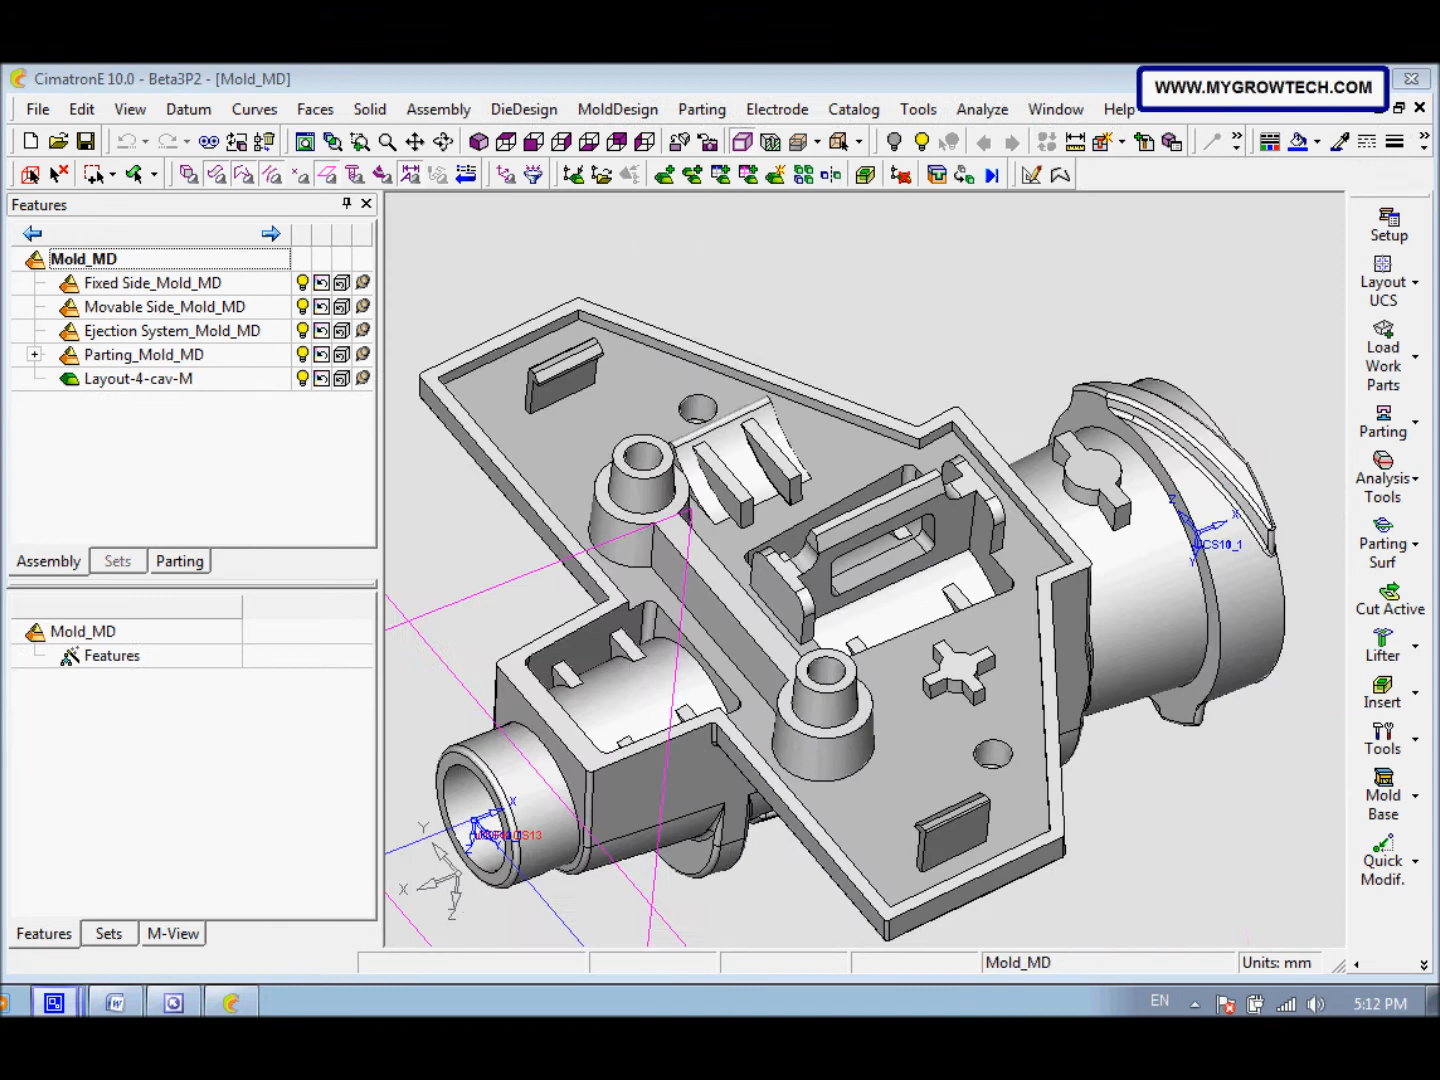 CimatronE 10.0 - Beta3P2 - [Mold_MD]
WWW.MYGROWTECH.COM
File Edit View Datum Curves Faces Solid Assembly DieDesign MoldDesign Parting Electrode Catalog Tools Analyze Window Help
Features
Mold_MD
Fixed Side_Mold_MD
Movable Side_Mold_MD
Ejection System_Mold_MD
Parting_Mold_MD
Layout-4-cav-M
Assembly Sets Parting
Mold_MD
Features
Features Sets M-View
Z
X
CS10_1
Y
X
Y
X
Z
Setup
Layout
UCS
Load
Work
Parts
Parting
Analysis
Tools
Parting
Surf
Cut Active
Lifter
Insert
Tools
Mold
Base
Quick
Modif.
Mold_MD
Units: mm
EN
5:12 PM